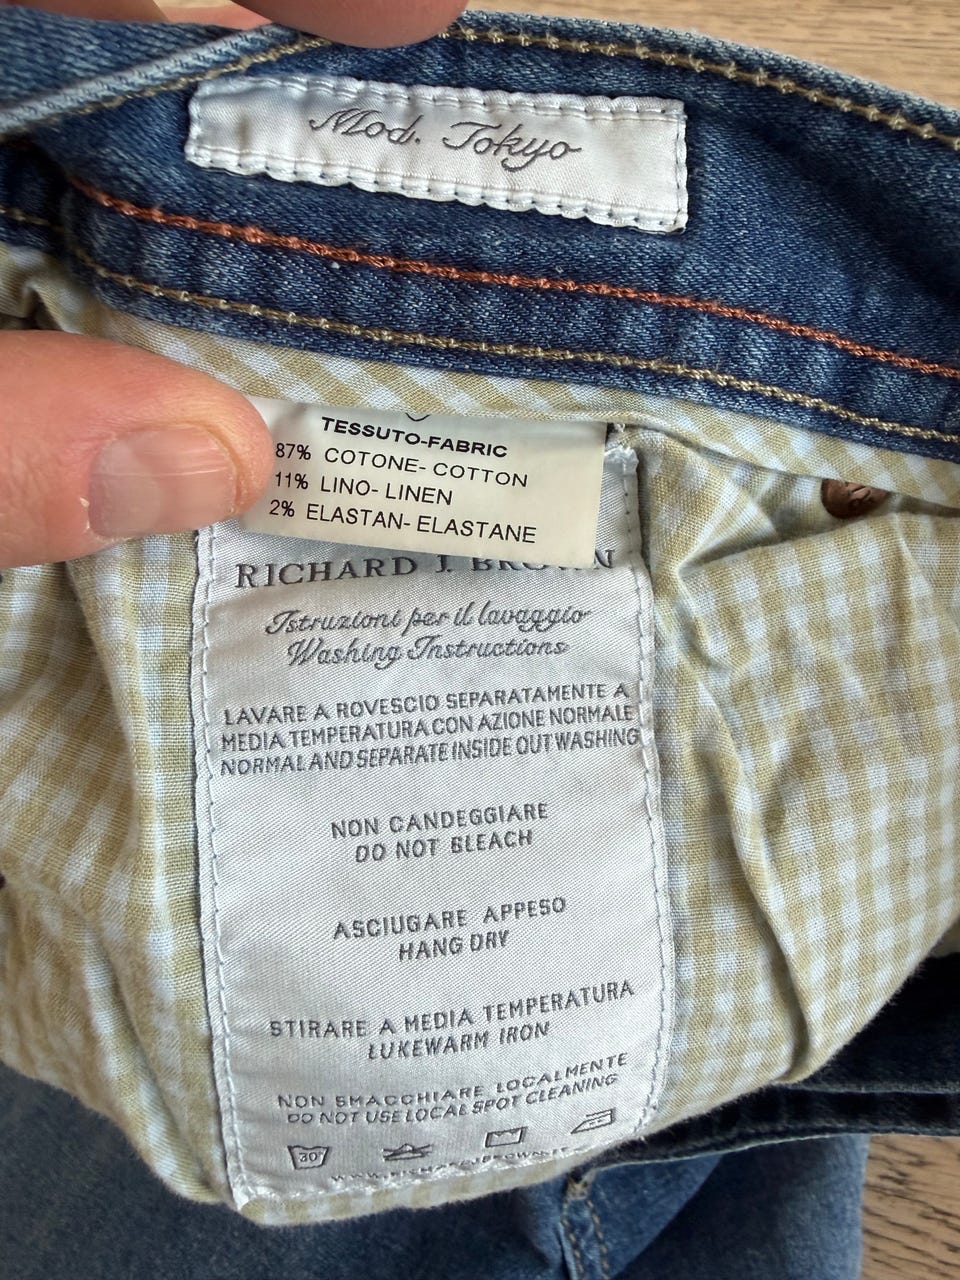 Mod. Tokyo
TESSUTO-FABRIC
87% COTONE- COTTON
11% LINO- LINEN
2% ELASTAN- ELASTANE
RICHARD J. BROWN
Istruzioni per il lavaggio
Washing Instructions
LAVARE A ROVESCIO SEPARATAMENTE A
MEDIA TEMPERATURA CON AZIONE NORMALE
NORMAL AND SEPARATE INSIDE OUT WASHING
NON CANDEGGIARE
DO NOT BLEACH
ASCIUGARE APPESO
HANG DRY
STIRARE A MEDIA TEMPERATURA
LUKEWARM IRON
NON SMACCHIARE LOCALMENTE
DO NOT USE LOCAL SPOT CLEANING
30°